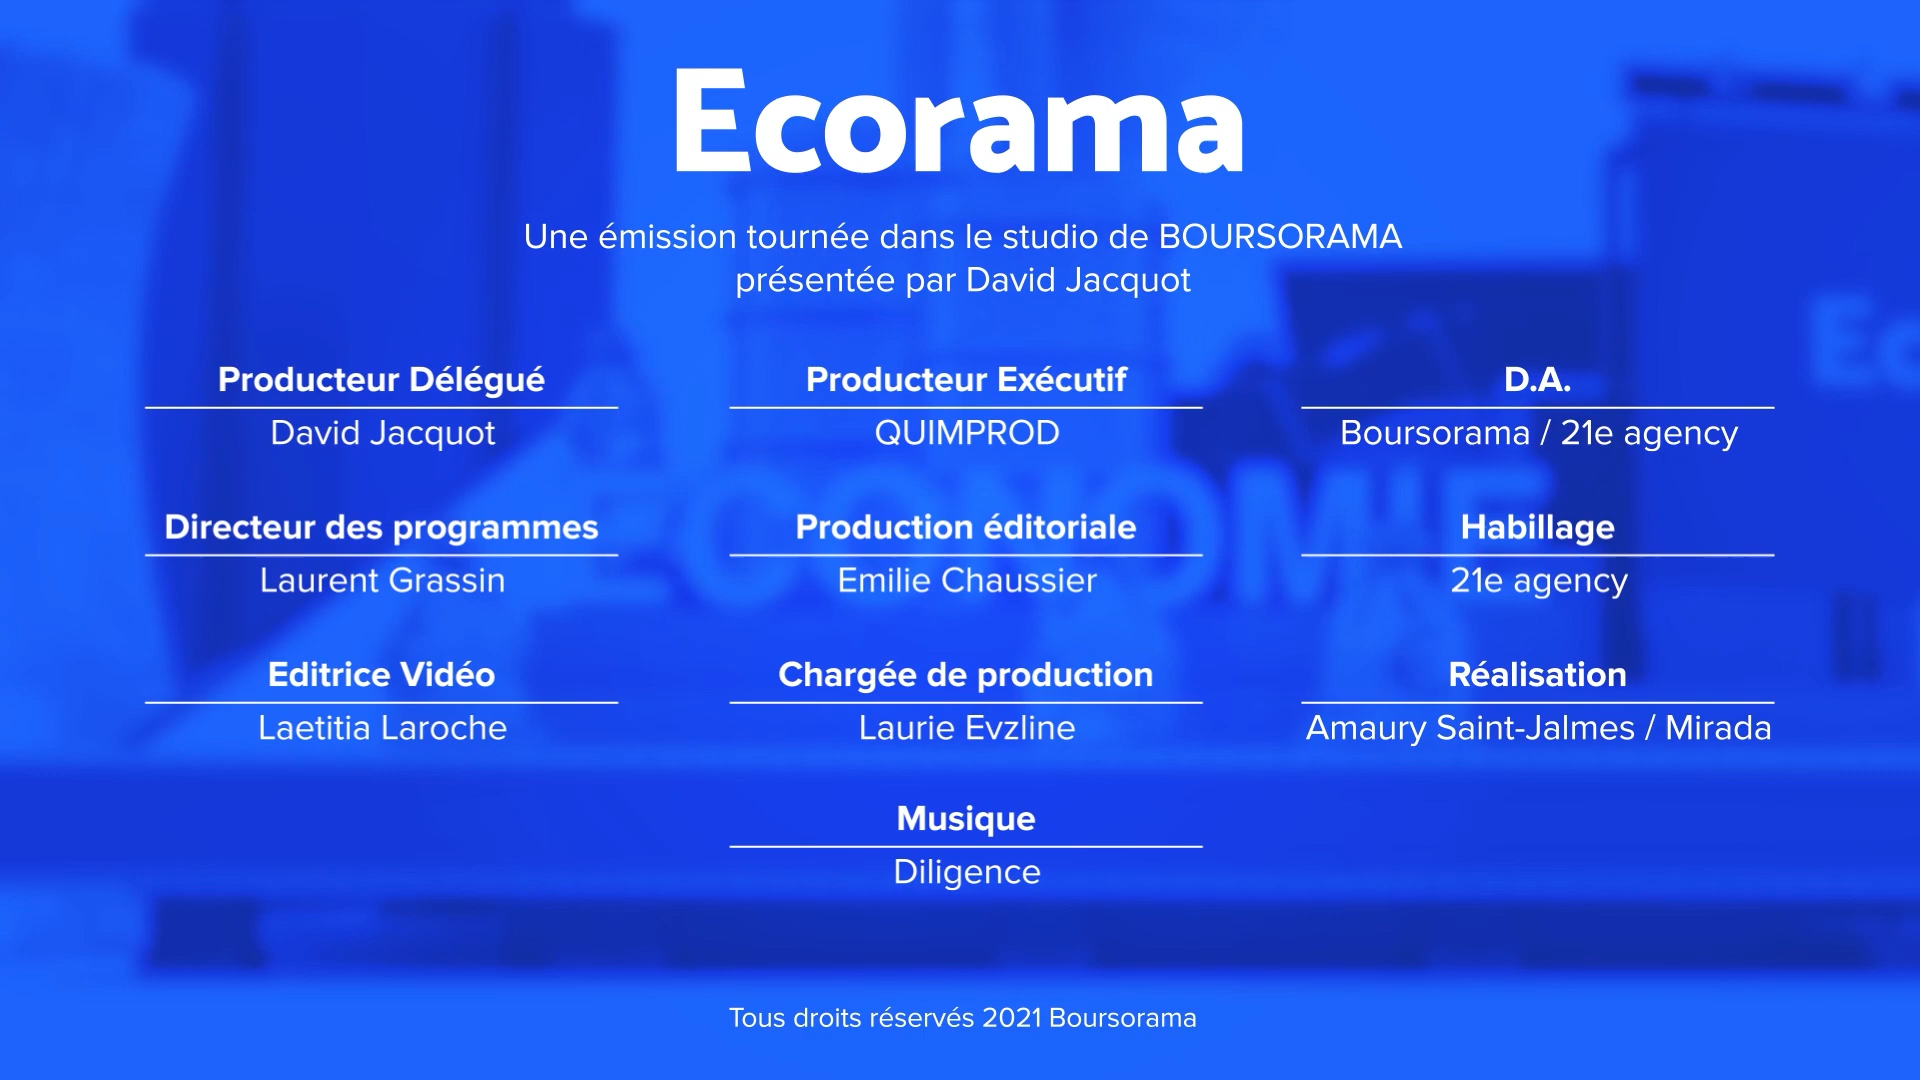 Ecorama
Une émission tournée dans le studio de BOURSORAMA
présentée par David Jacquot
Producteur Délégué
David Jacquot
Producteur Exécutif
QUIMPROD
D.A.
Boursorama / 21e agency
Directeur des programmes
Laurent Grassin
Production éditoriale
Emilie Chaussier
Habillage
21e agency
Editrice Vidéo
Laetitia Laroche
Chargée de production
Laurie Evzline
Réalisation
Amaury Saint-Jalmes / Mirada
Musique
Diligence
Tous droits réservés 2021 Boursorama
ECONOMIE
Ec